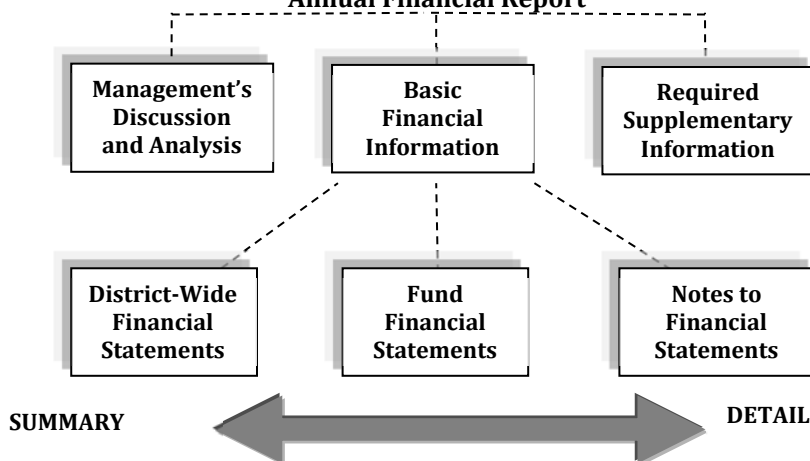 Annual Financial Report
Management's
Discussion
and Analysis
Basic
Financial
Information
Required
Supplementary
Information
District-Wide
Financial
Statements
Fund
Financial
Statements
Notes to
Financial
Statements
SUMMARY
DETAIL